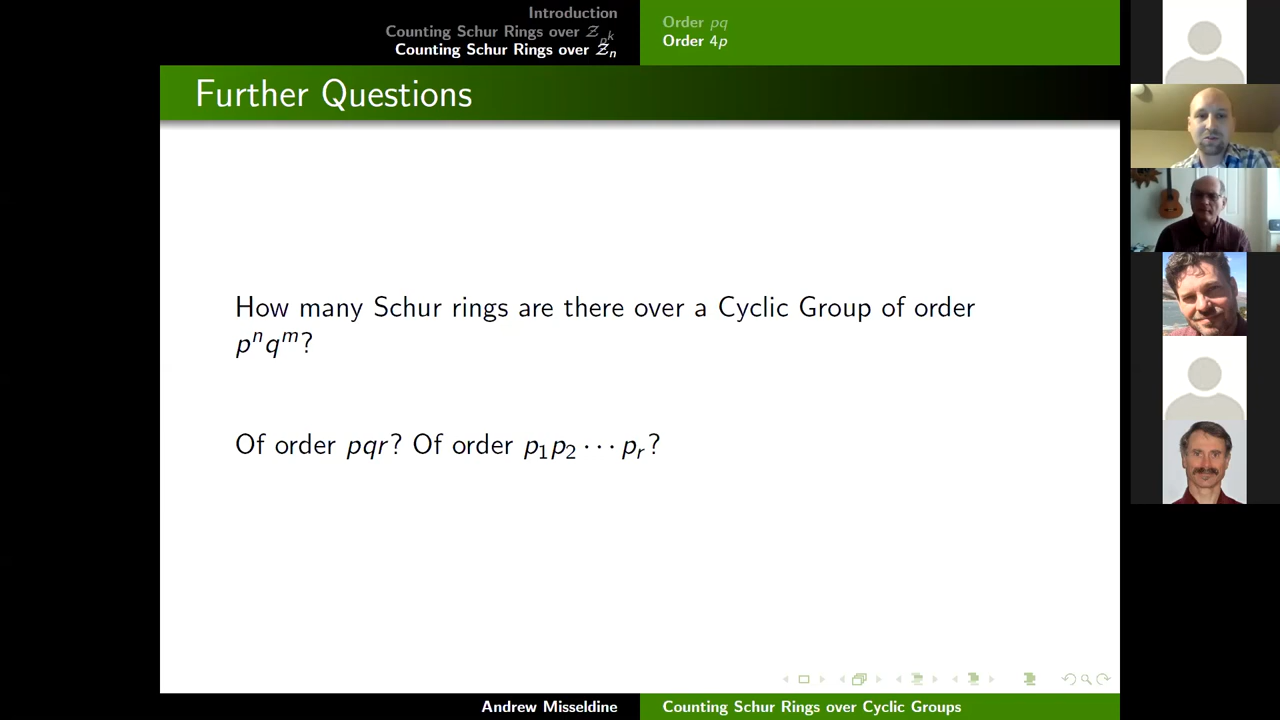 Introduction
Counting Schur Rings over 𝒵_{p^k}
Counting Schur Rings over 𝒵_n
Order pq
Order 4p
Further Questions
How many Schur rings are there over a Cyclic Group of order
p^n q^m?
Of order pqr? Of order p_1p_2 ⋯ p_r?
Andrew Misseldine
Counting Schur Rings over Cyclic Groups